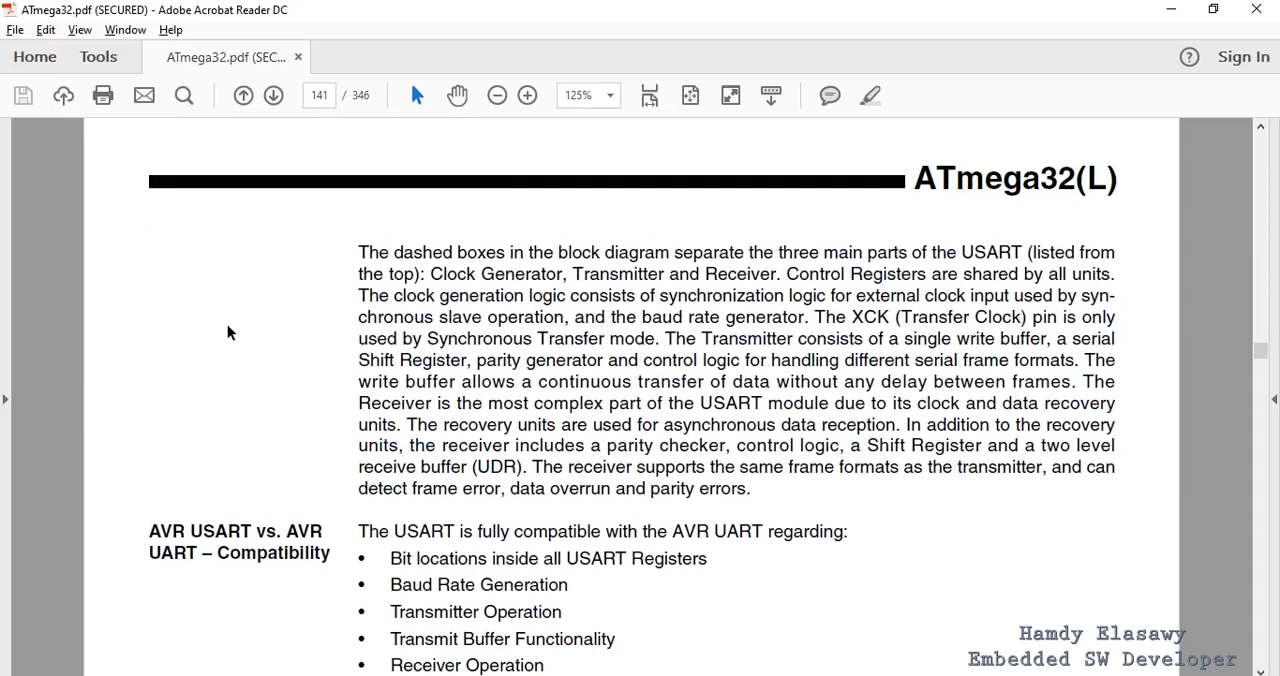 ATmega32.pdf (SECURED) - Adobe Acrobat Reader DC
File Edit View Window Help
Home Tools ATmega32.pdf (SEC... × ? Sign In
141 / 346 125%
ATmega32(L)
The dashed boxes in the block diagram separate the three main parts of the USART (listed from
the top): Clock Generator, Transmitter and Receiver. Control Registers are shared by all units.
The clock generation logic consists of synchronization logic for external clock input used by syn-
chronous slave operation, and the baud rate generator. The XCK (Transfer Clock) pin is only
used by Synchronous Transfer mode. The Transmitter consists of a single write buffer, a serial
Shift Register, parity generator and control logic for handling different serial frame formats. The
write buffer allows a continuous transfer of data without any delay between frames. The
Receiver is the most complex part of the USART module due to its clock and data recovery
units. The recovery units are used for asynchronous data reception. In addition to the recovery
units, the receiver includes a parity checker, control logic, a Shift Register and a two level
receive buffer (UDR). The receiver supports the same frame formats as the transmitter, and can
detect frame error, data overrun and parity errors.
AVR USART vs. AVR
UART – Compatibility
The USART is fully compatible with the AVR UART regarding:
• Bit locations inside all USART Registers
• Baud Rate Generation
• Transmitter Operation
• Transmit Buffer Functionality
• Receiver Operation
Hamdy Elasawy
Embedded SW Developer